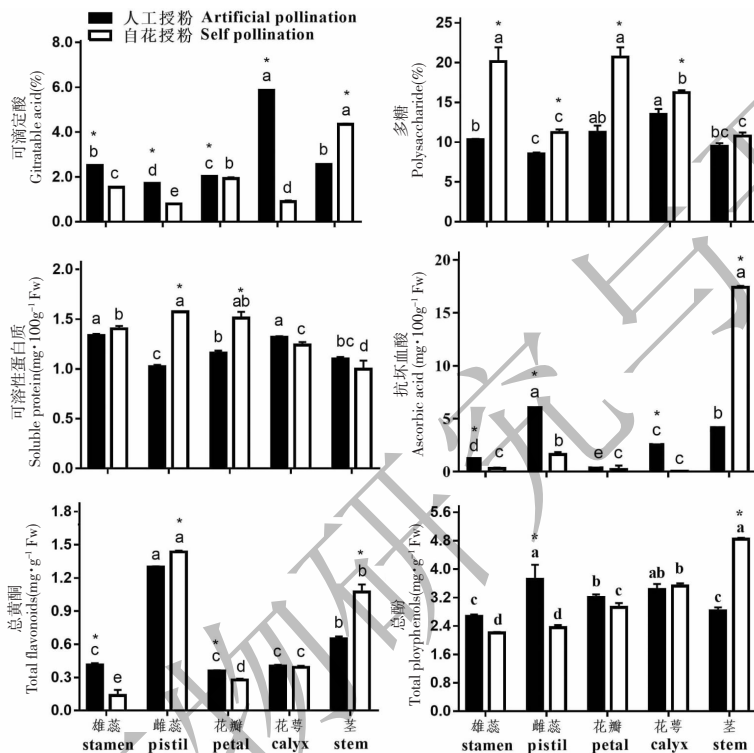 人工授粉 Artificial pollination
自花授粉 Self pollination
可滴定酸
Gitratable acid(%)
8.0
6.0
4.0
2.0
0.0
* b
c
* d
e
* c
b
* a
d
* a
多糖
Polysaccharide(%)
25
20
15
10
5
0
b
* a
c
* c
ab
* a
a
* b
bc
c
可溶性蛋白质
Soluble protein(mg·100g⁻¹ Fw)
2.0
1.5
1.0
0.5
0.0
a
b
c
* a
b
* ab
a
c
bc
d
抗坏血酸
Ascorbic acid (mg·100g⁻¹ Fw)
20
15
10
5
0
* d
c
* a
b
e
c
* c
c
b
* a
总黄酮
Total flavonoids(mg·g⁻¹ Fw)
1.8
1.5
1.2
0.9
0.6
0.3
0.0
* c
e
a
* a
* c
d
c
c
b
* b
总酚
Total ployphenols(mg·g⁻¹ Fw)
5.6
4.8
4.0
3.2
2.4
1.6
0.8
0.0
c
d
* a
d
b
c
ab
b
c
* a
雄蕊 雌蕊 花瓣 花萼 茎
stamen pistil petal calyx stem
雄蕊 雌蕊 花瓣 花萼 茎
stamen pistil petal calyx stem
物研究与